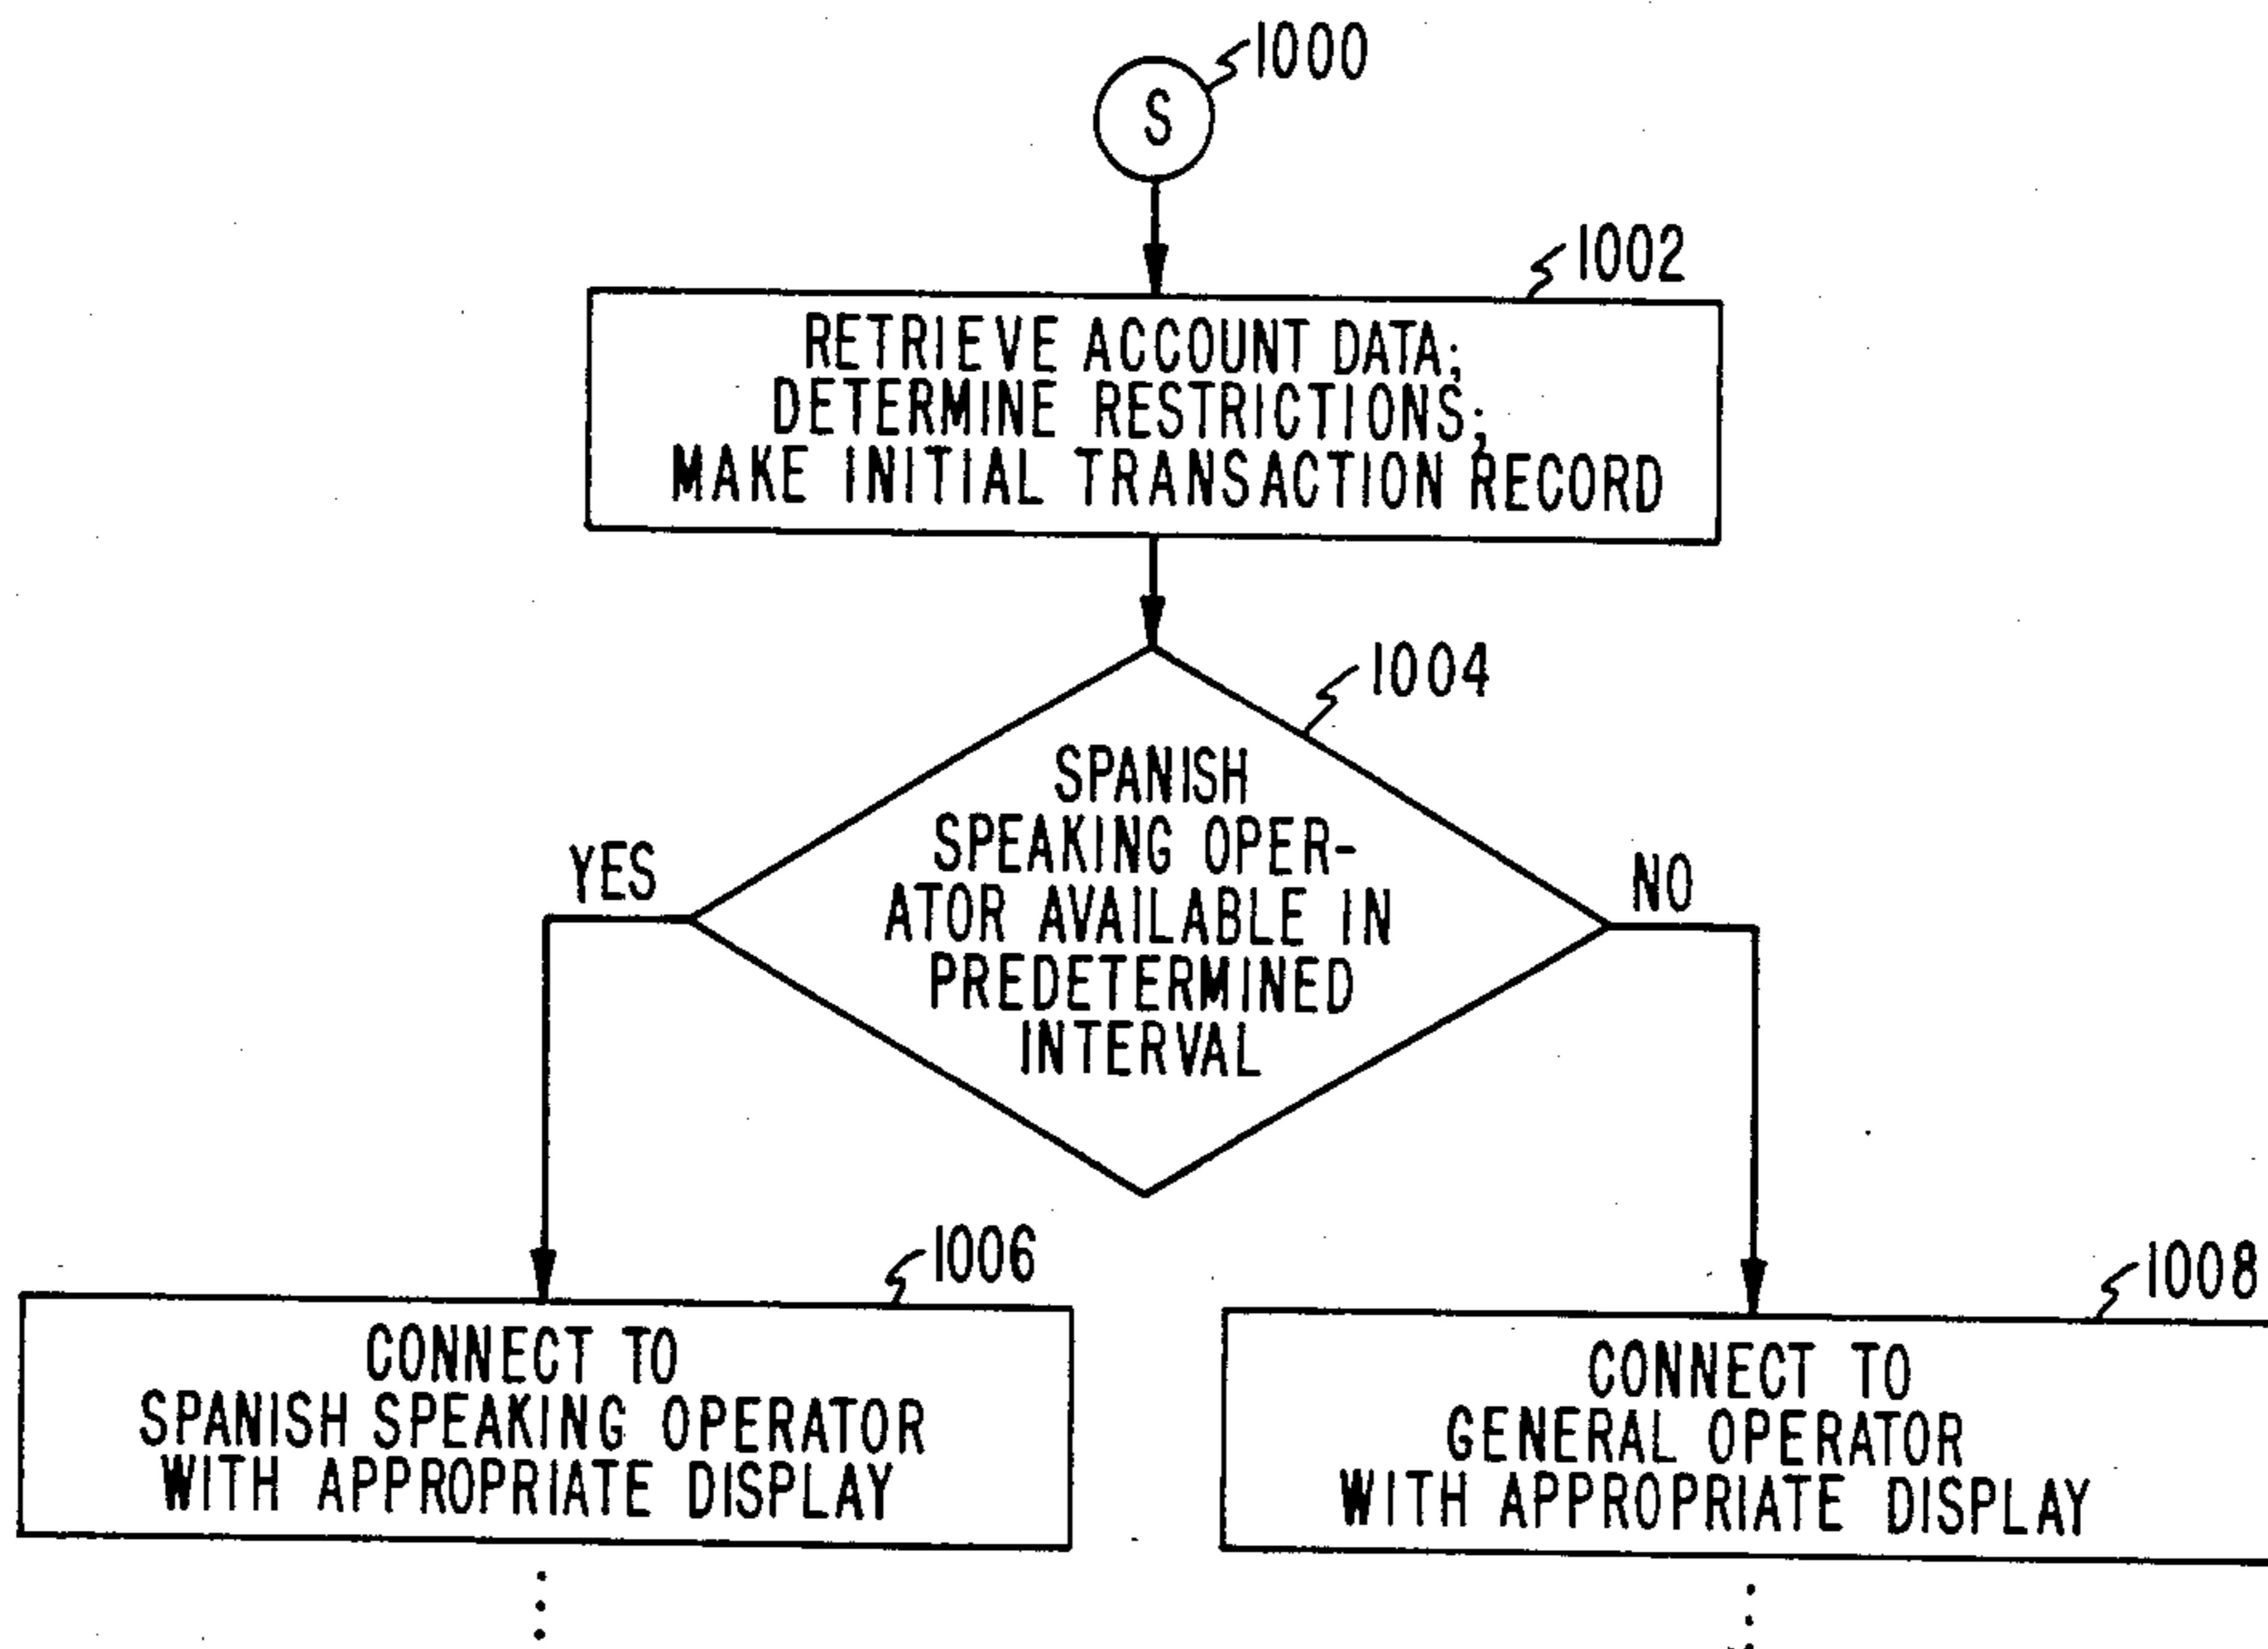 1000
S
1002
RETRIEVE ACCOUNT DATA;
DETERMINE RESTRICTIONS;
MAKE INITIAL TRANSACTION RECORD
1004
SPANISH
SPEAKING OPER-
ATOR AVAILABLE IN
PREDETERMINED
INTERVAL
YES
NO
1006
CONNECT TO
SPANISH SPEAKING OPERATOR
WITH APPROPRIATE DISPLAY
1008
CONNECT TO
GENERAL OPERATOR
WITH APPROPRIATE DISPLAY